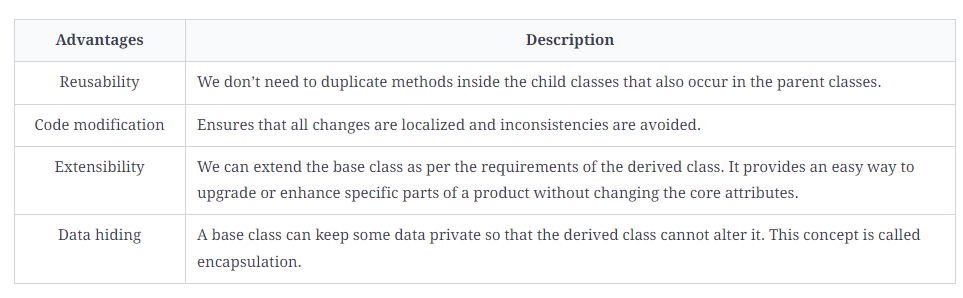 Advantages Description
Reusability We don’t need to duplicate methods inside the child classes that also occur in the parent classes.
Code modification Ensures that all changes are localized and inconsistencies are avoided.
Extensibility We can extend the base class as per the requirements of the derived class. It provides an easy way to
upgrade or enhance specific parts of a product without changing the core attributes.
Data hiding A base class can keep some data private so that the derived class cannot alter it. This concept is called
encapsulation.